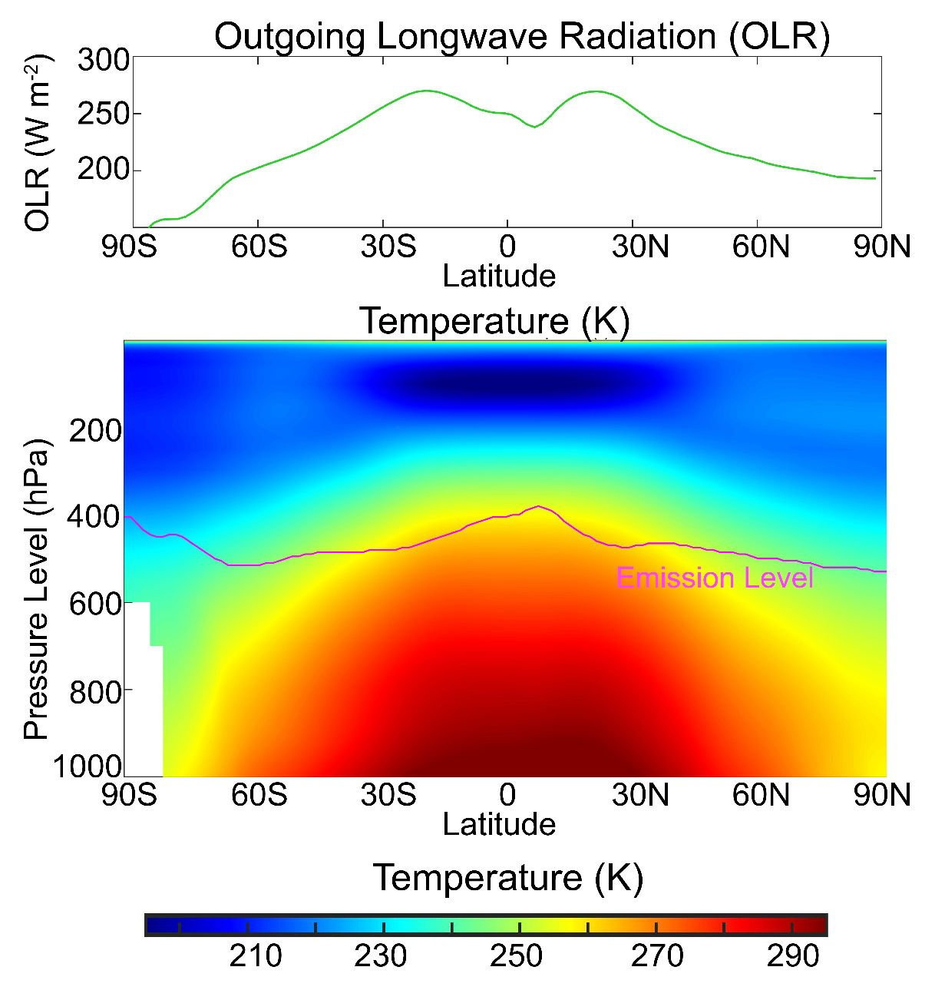 Outgoing Longwave Radiation (OLR)
300
250
200
OLR (W m-2)
90S 60S 30S 0 30N 60N 90N
Latitude
Temperature (K)
200
400
600
800
1000
Pressure Level (hPa)
Emission Level
90S 60S 30S 0 30N 60N 90N
Latitude
Temperature (K)
210 230 250 270 290